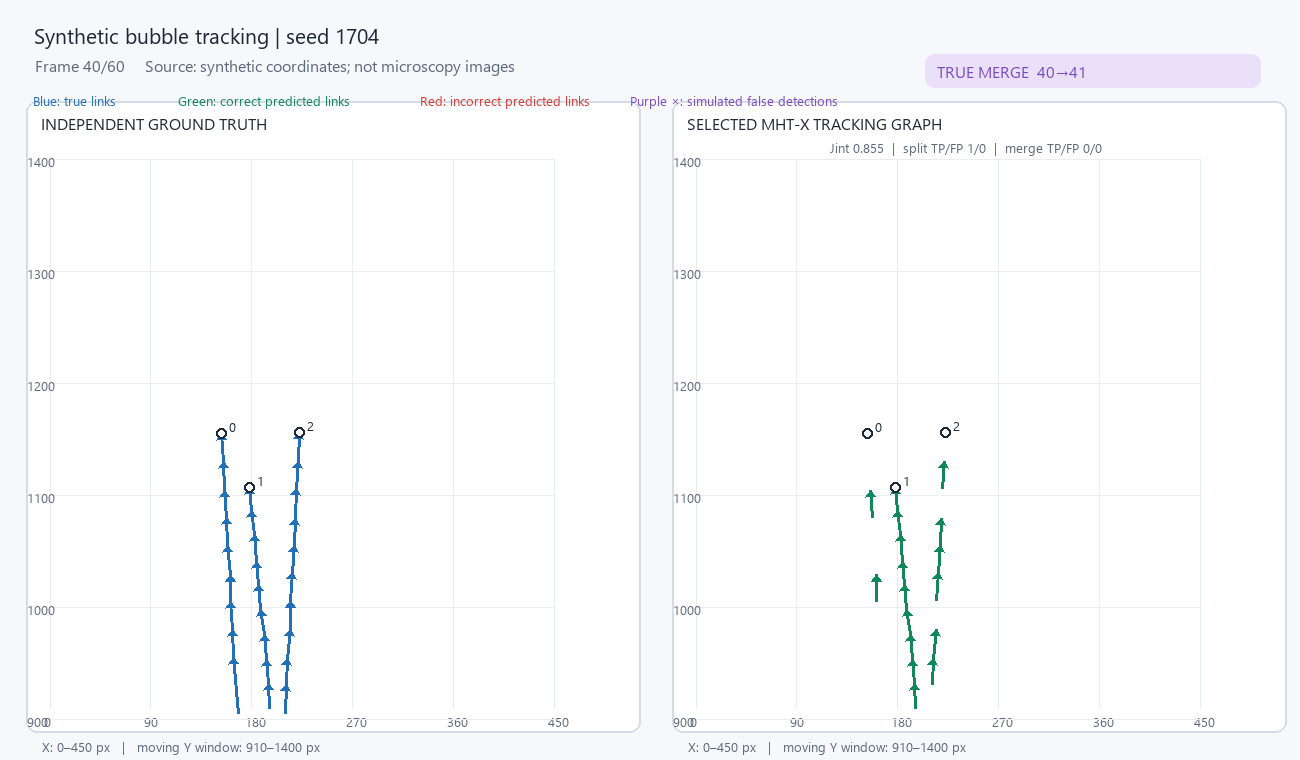 Synthetic bubble tracking | seed 1704
Frame 40/60 Source: synthetic coordinates; not microscopy images
TRUE MERGE 40→41
Blue: true links Green: correct predicted links Red: incorrect predicted links Purple ×: simulated false detections
INDEPENDENT GROUND TRUTH
1400
1300
1200
1100
1000
900
0 90 180 270 360 450
0
1
2
X: 0–450 px | moving Y window: 910–1400 px
SELECTED MHT-X TRACKING GRAPH
Jint 0.855 | split TP/FP 1/0 | merge TP/FP 0/0
1400
1300
1200
1100
1000
900
0 90 180 270 360 450
0
1
2
X: 0–450 px | moving Y window: 910–1400 px